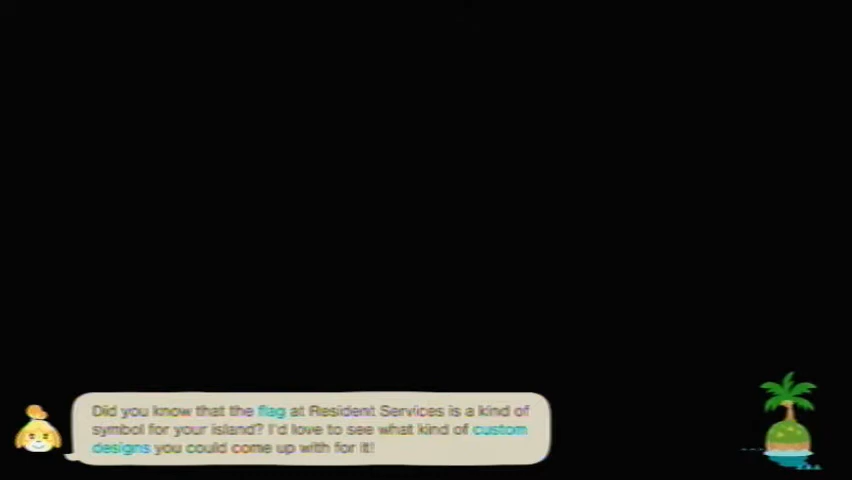 Did you know that the flag at Resident Services is a kind of
symbol for your island? I'd love to see what kind of custom
designs you could come up with for it!